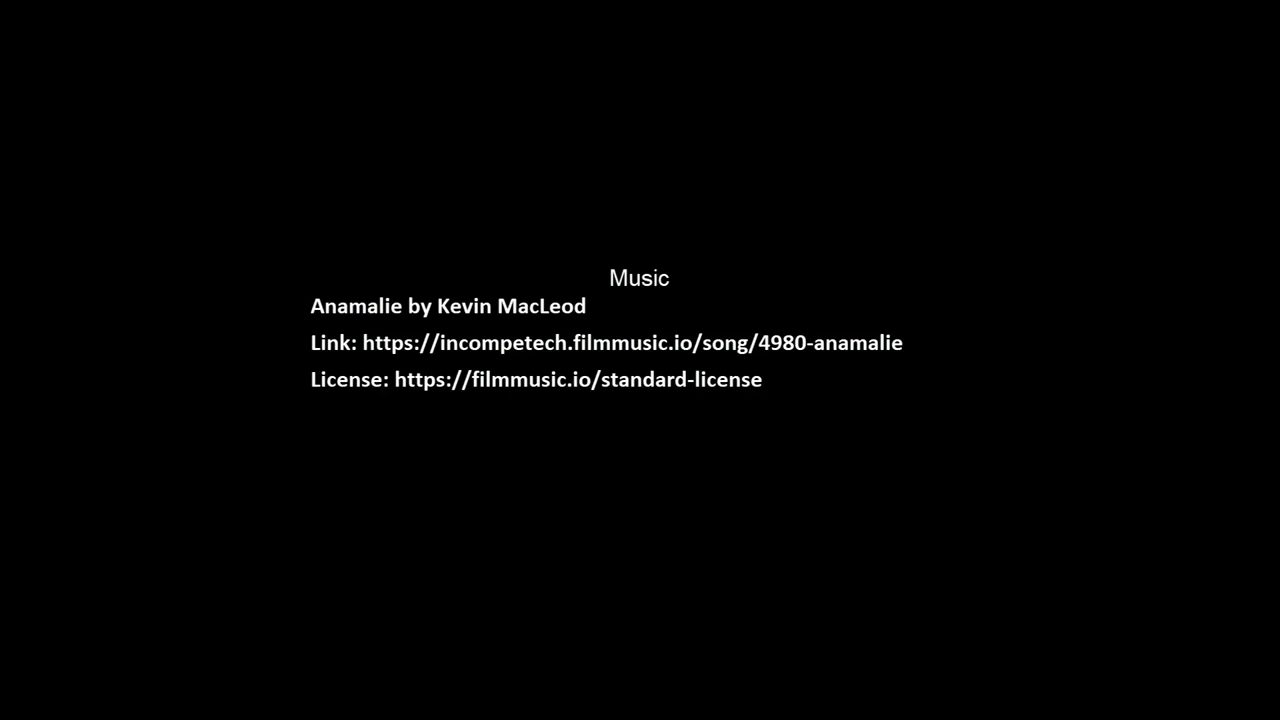 Music
Anamalie by Kevin MacLeod
Link: https://incompetech.filmmusic.io/song/4980-anamalie
License: https://filmmusic.io/standard-license